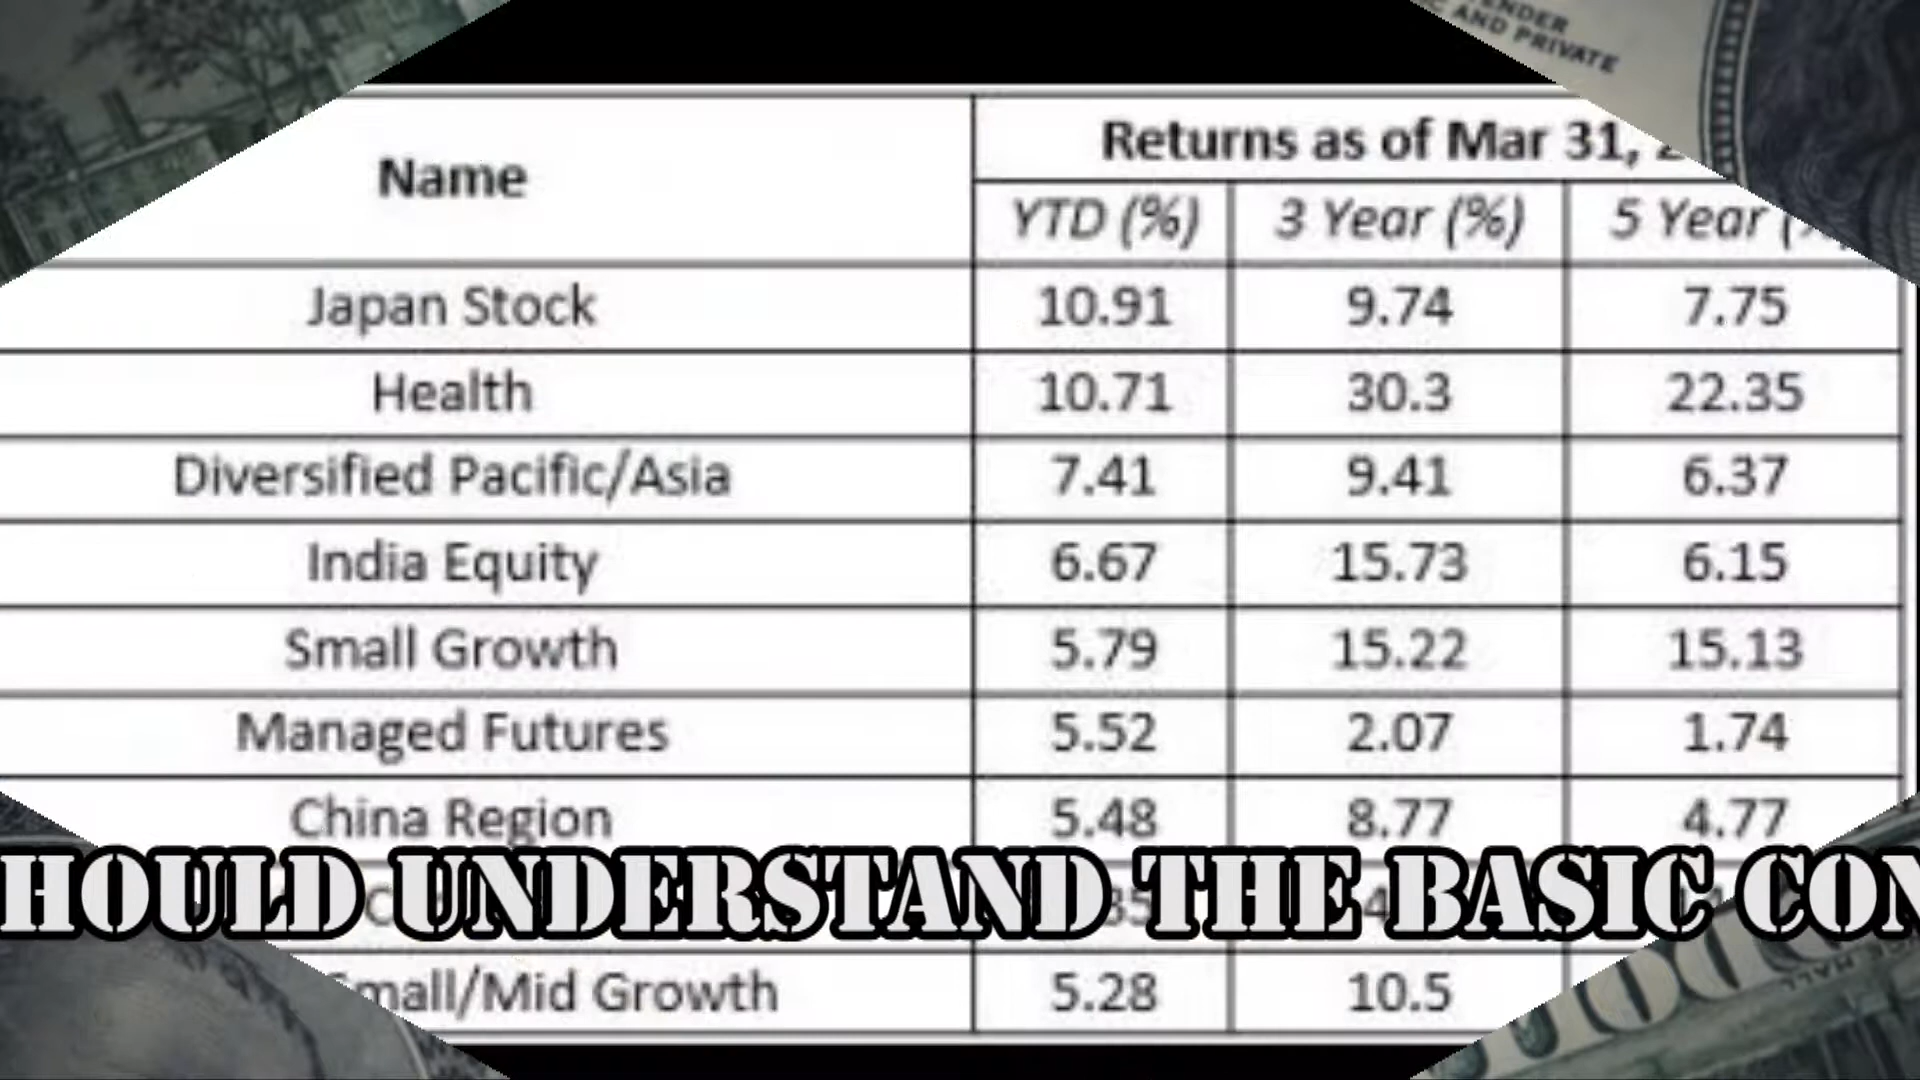 ENDER
AND PRIVATE
Name
Returns as of Mar 31,
YTD (%) 3 Year (%) 5 Year
Japan Stock 10.91 9.74 7.75
Health 10.71 30.3 22.35
Diversified Pacific/Asia 7.41 9.41 6.37
India Equity 6.67 15.73 6.15
Small Growth 5.79 15.22 15.13
Managed Futures 5.52 2.07 1.74
China Region 5.48 8.77 4.77
HOULD UNDERSTAND THE BASIC CON
mall/Mid Growth 5.28 10.5